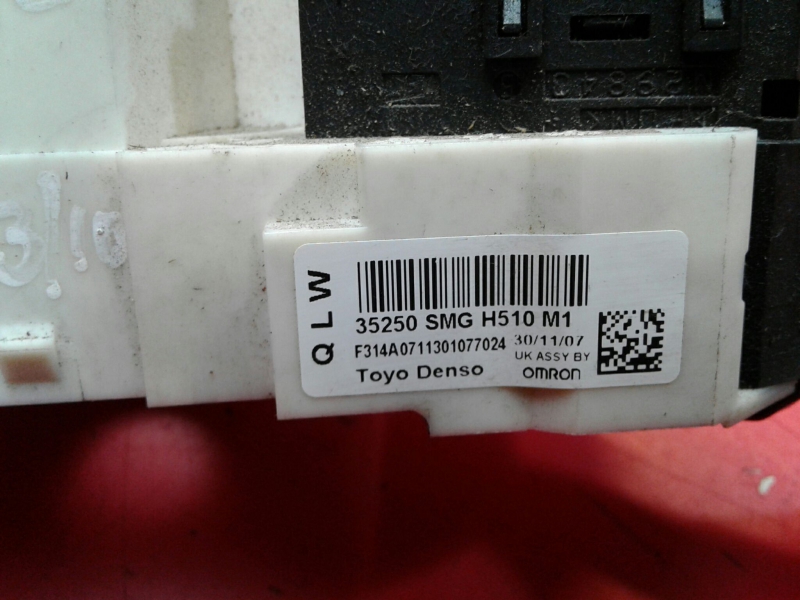 QLW
35250 SMG H510 M1
F314A0711301077024 30/11/07
UK ASSY BY
Toyo Denso OMRON